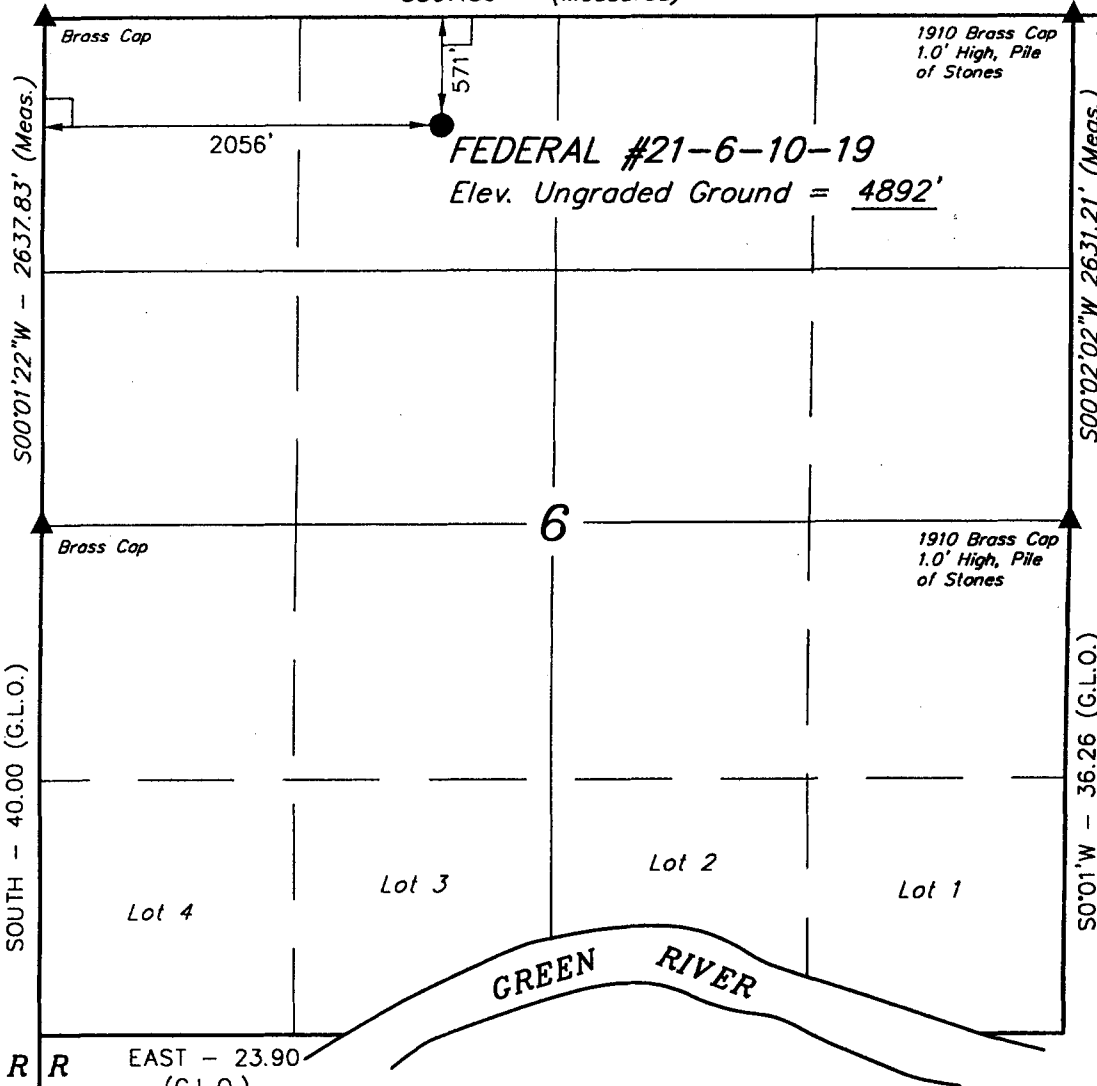 (Measured)
Brass Cap
1910 Brass Cap
1.0' High, Pile
of Stones
571'
2056'
FEDERAL #21-6-10-19
Elev. Ungraded Ground = 4892'
S00°01'22"W - 2637.83' (Meas.)
S00°02'02"W 2631.21' (Meas.)
6
Brass Cap
1910 Brass Cap
1.0' High, Pile
of Stones
SOUTH - 40.00 (G.L.O.)
S0°01'W - 36.26 (G.L.O.)
Lot 4
Lot 3
Lot 2
Lot 1
GREEN RIVER
R R
EAST - 23.90
(G.L.O.)